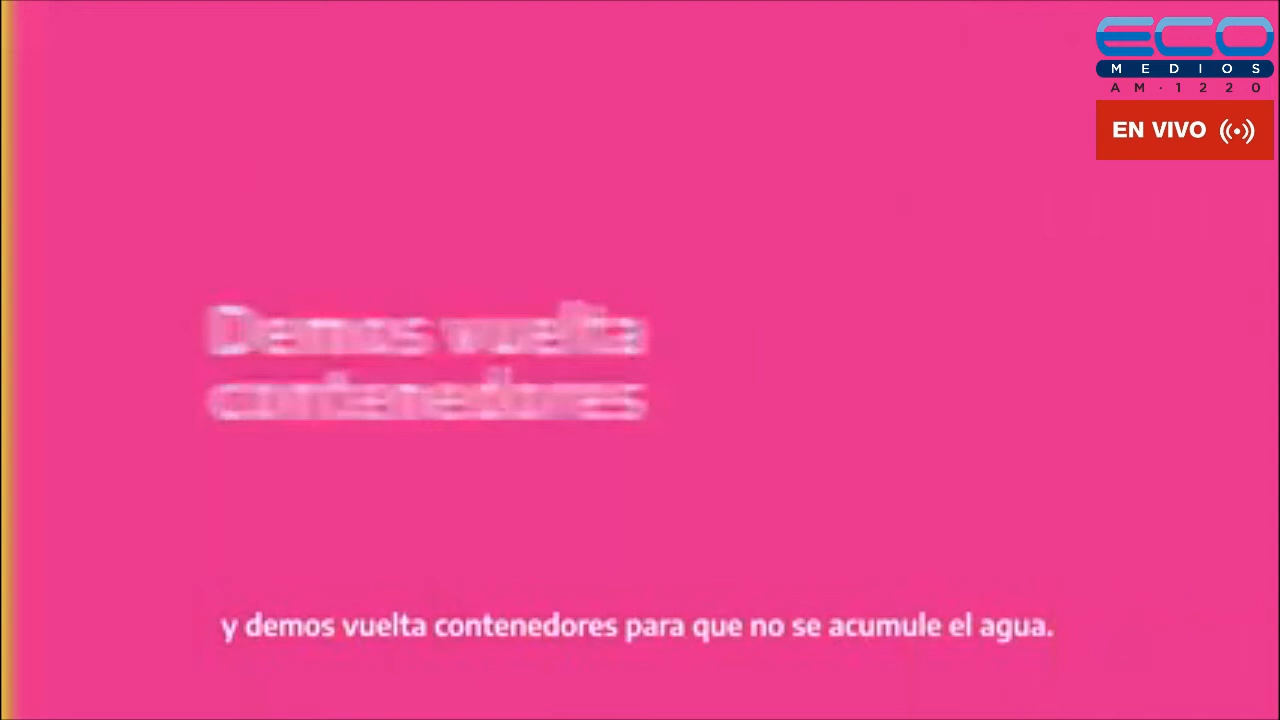 ECO
MEDIOS
AM·1220
EN VIVO
Demos vuelta
contenedores
y demos vuelta contenedores para que no se acumule el agua.